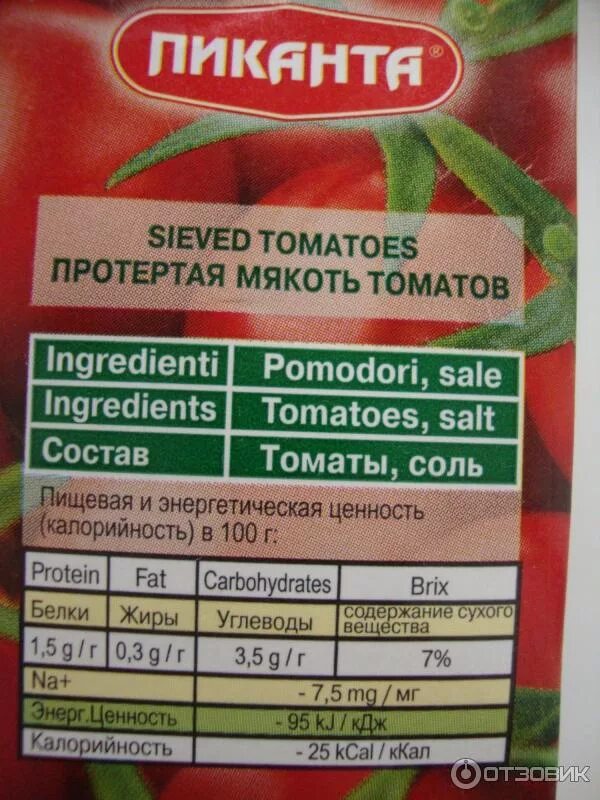 ПИКАНТА®
SIEVED TOMATOES
ПРОТЕРТАЯ МЯКОТЬ ТОМАТОВ
Ingredienti Pomodori, sale
Ingredients Tomatoes, salt
Состав Томаты, соль
Пищевая и энергетическая ценность
(калорийность) в 100 г:
Protein Fat Carbohydrates Brix
Белки Жиры Углеводы содержание сухого
вещества
1,5 g / г 0,3 g / г 3,5 g / г 7%
Na+ - 7,5 mg / мг
Энерг.Ценность - 95 kJ / кДж
Калорийность - 25 kCal / кКал
ОТЗОВИК